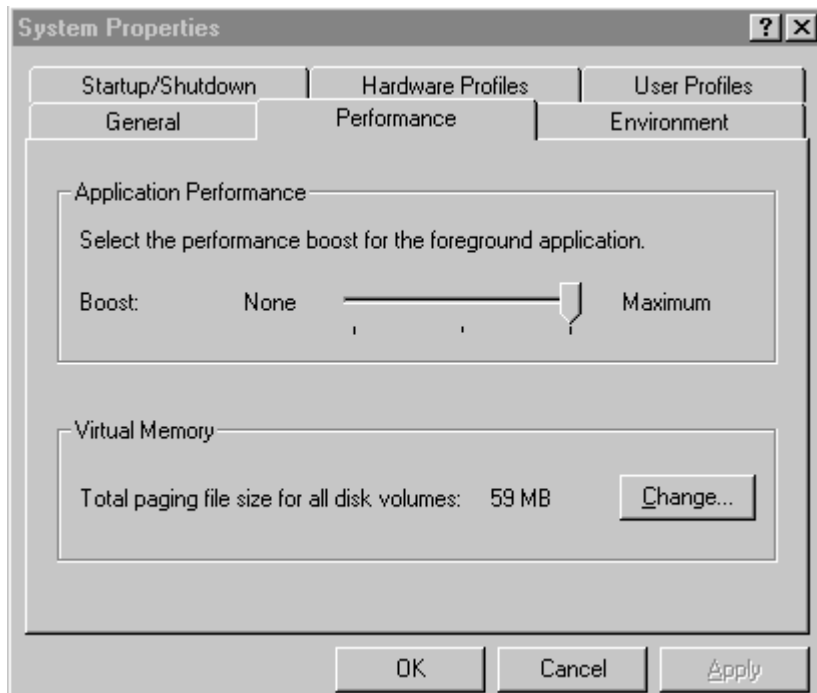 System Properties
Startup/Shutdown Hardware Profiles User Profiles
General Performance Environment
Application Performance
Select the performance boost for the foreground application.
Boost: None Maximum
Virtual Memory
Total paging file size for all disk volumes: 59 MB Change...
OK Cancel Apply